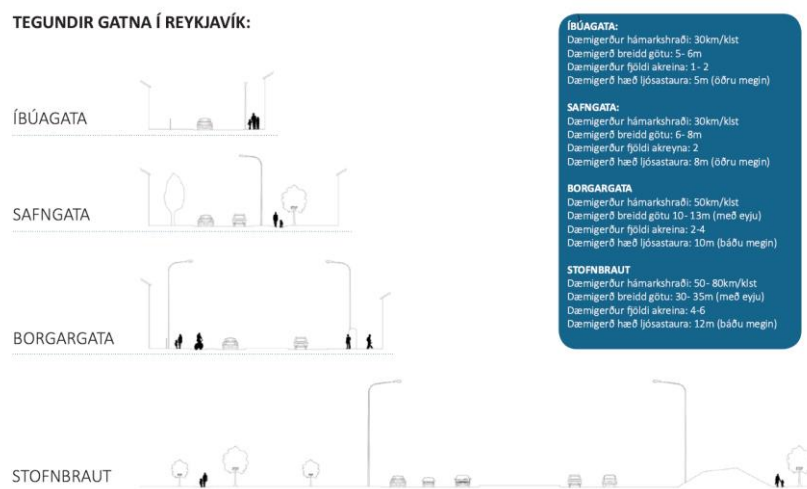 TEGUNDIR GATNA Í REYKJAVÍK:
ÍBÚAGATA
SAFNGATA
BORGARGATA
STOFNBRAUT
ÍBÚAGATA:
Dæmigerður hámarkshraði: 30km/klst
Dæmigerð breidd götu: 5- 6m
Dæmigerður fjöldi akreina: 1- 2
Dæmigerð hæð ljósastaura: 5m (öðru megin)
SAFNGATA:
Dæmigerður hámarkshraði: 30km/klst
Dæmigerð breidd götu: 6- 8m
Dæmigerður fjöldi akreyna: 2
Dæmigerð hæð ljósastaura: 8m (öðru megin)
BORGARGATA
Dæmigerður hámarkshraði: 50km/klst
Dæmigerð breidd götu 10- 13m (með eyju)
Dæmigerður fjöldi akreina: 2-4
Dæmigerð hæð ljósastaura: 10m (báðu megin)
STOFNBRAUT
Dæmigerður hámarkshraði: 50- 80km/klst
Dæmigerð breidd götu: 30- 35m (með eyju)
Dæmigerður fjöldi akreina: 4-6
Dæmigerð hæð ljósastaura: 12m (báðu megin)